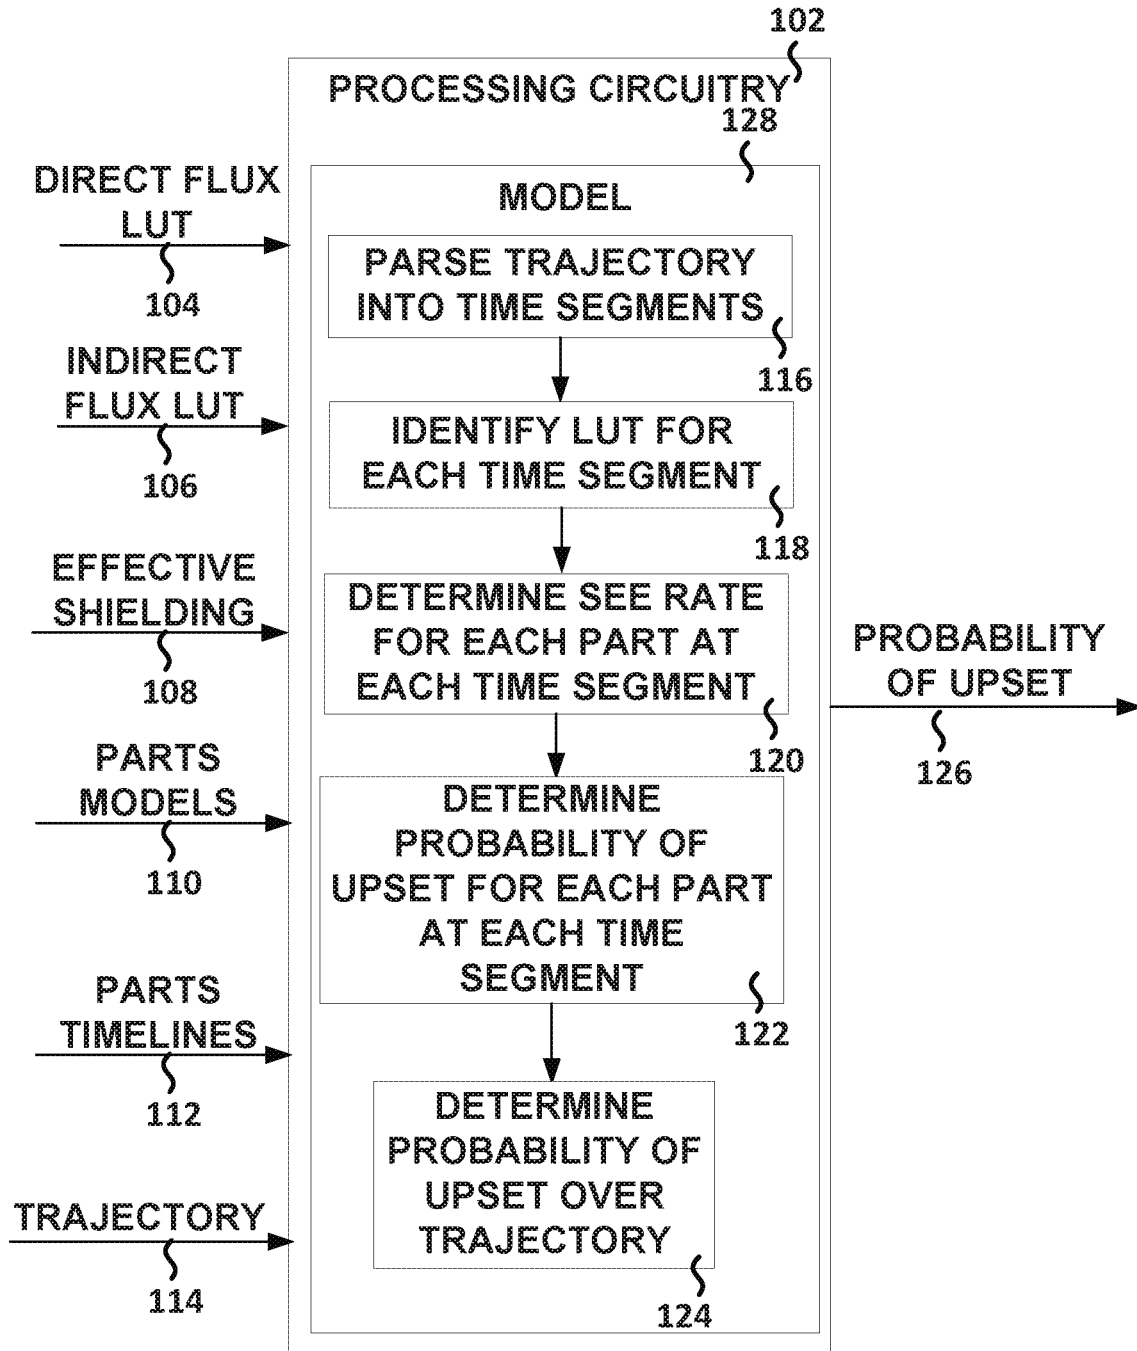 102
PROCESSING CIRCUITRY
128
MODEL
DIRECT FLUX
LUT
104
INDIRECT
FLUX LUT
106
EFFECTIVE
SHIELDING
108
PARTS
MODELS
110
PARTS
TIMELINES
112
TRAJECTORY
114
PARSE TRAJECTORY
INTO TIME SEGMENTS
116
IDENTIFY LUT FOR
EACH TIME SEGMENT
118
DETERMINE SEE RATE
FOR EACH PART AT
EACH TIME SEGMENT
120
DETERMINE
PROBABILITY OF
UPSET FOR EACH PART
AT EACH TIME
SEGMENT
122
DETERMINE
PROBABILITY OF
UPSET OVER
TRAJECTORY
124
PROBABILITY
OF UPSET
126